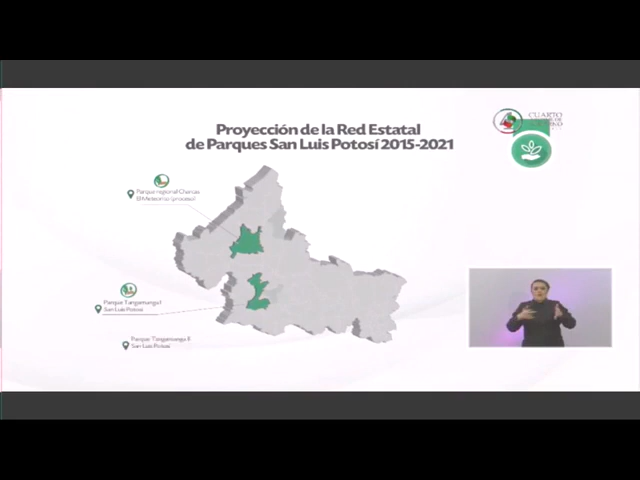 Proyección de la Red Estatal
de Parques San Luis Potosí 2015-2021
CUARTO
Parque regional Charcas
El Meteorito (proceso)
Parque Tangamanga I
San Luis Potosí
Parque Tangamanga II
San Luis Potosí